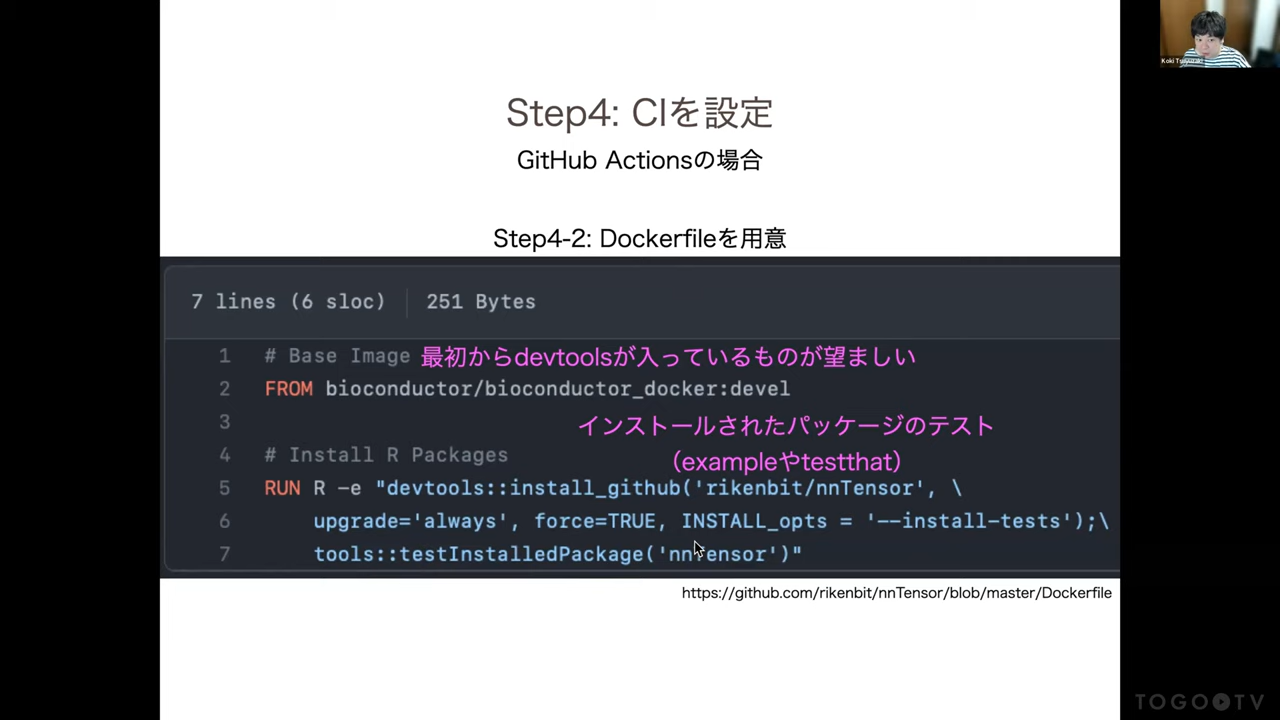 Step4: CIを設定
GitHub Actionsの場合
Step4-2: Dockerfileを用意
7 lines (6 sloc) 251 Bytes
1 # Base Image 最初からdevtoolsが入っているものが望ましい
2 FROM bioconductor/bioconductor_docker:devel
3
インストールされたパッケージのテスト
4 # Install R Packages
（exampleやtestthat）
5 RUN R -e "devtools::install_github('rikenbit/nnTensor', \
6 upgrade='always', force=TRUE, INSTALL_opts = '--install-tests');\
7 tools::testInstalledPackage('nnTensor')"
https://github.com/rikenbit/nnTensor/blob/master/Dockerfile
TOGOTV